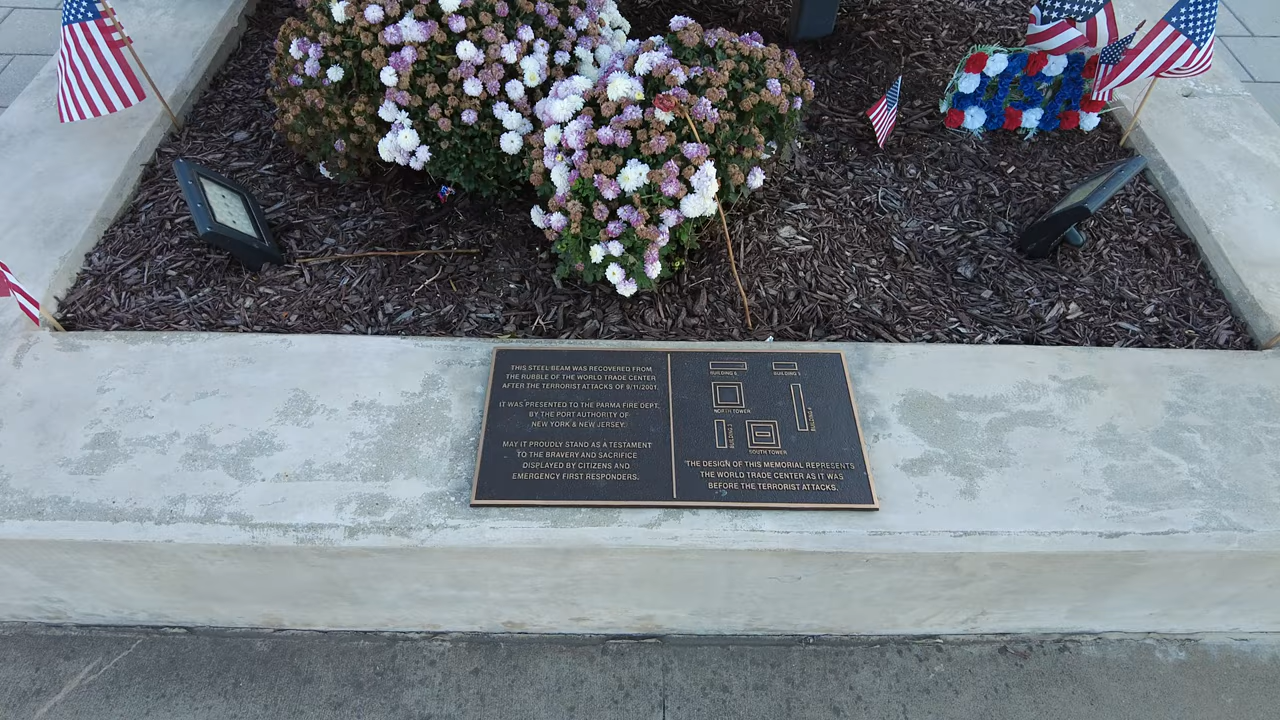 USA
THIS STEEL BEAM WAS RECOVERED FROM
THE RUBBLE OF THE WORLD TRADE CENTER
AFTER THE TERRORIST ATTACKS OF 9/11/2001.
IT WAS PRESENTED TO THE PARMA FIRE DEPT.
BY THE PORT AUTHORITY OF
NEW YORK & NEW JERSEY.
MAY IT PROUDLY STAND AS A TESTAMENT
TO THE BRAVERY AND SACRIFICE
DISPLAYED BY CITIZENS AND
EMERGENCY FIRST RESPONDERS.
BUILDING 6
BUILDING 5
NORTH TOWER
BUILDING 4
BUILDING 3
SOUTH TOWER
THE DESIGN OF THIS MEMORIAL REPRESENTS
THE WORLD TRADE CENTER AS IT WAS
BEFORE THE TERRORIST ATTACKS.